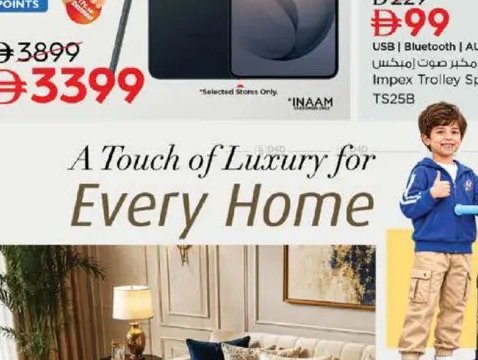 POINTS
3899
3399
*Selected Stores Only.
*INAAM
229
99
USB | Bluetooth | AU
مكبر صوت إمبكس
Impex Trolley Sp
TS25B
A Touch of Luxury for
Every Home